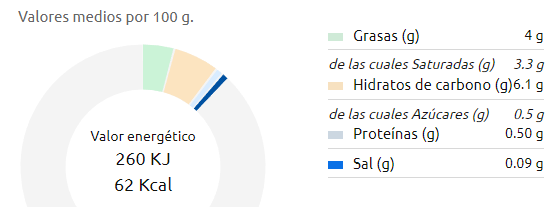 Valores medios por 100 g.
Valor energético
260 KJ
62 Kcal
Grasas (g) 4 g
de las cuales Saturadas (g) 3.3 g
Hidratos de carbono (g) 6.1 g
de las cuales Azúcares (g) 0.5 g
Proteínas (g) 0.50 g
Sal (g) 0.09 g